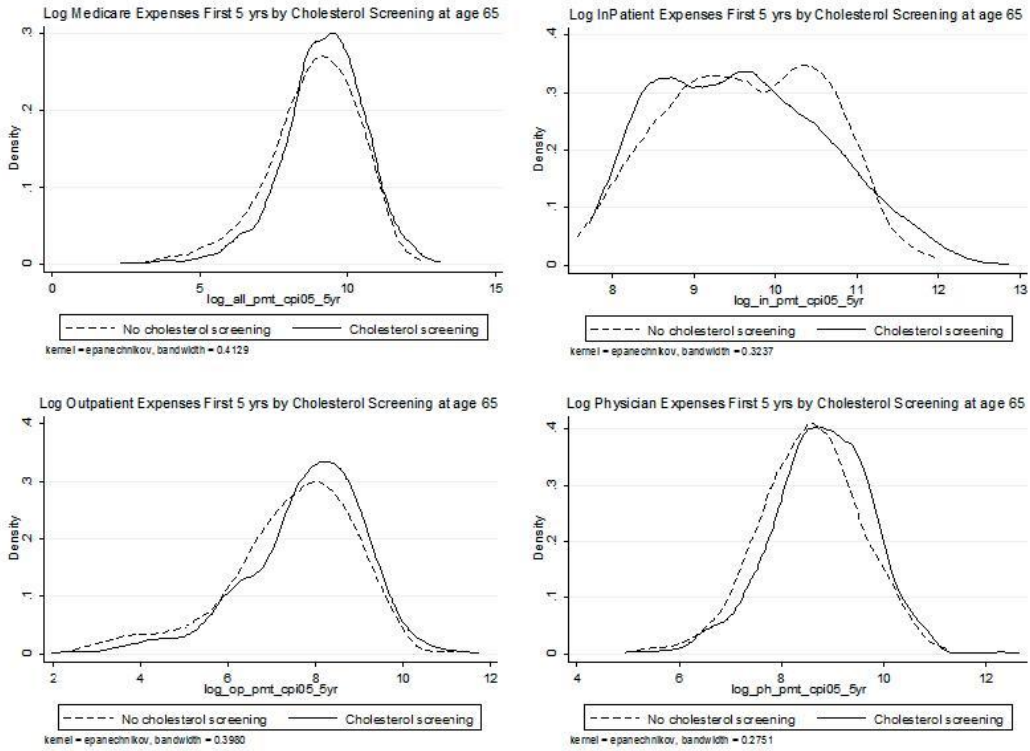 Log Medicare Expenses First 5 yrs by Cholesterol Screening at age 65
Density
.3
.2
.1
0
0 5 10 15
log_all_pmt_cpi05_5yr
No cholesterol screening Cholesterol screening
kernel = epanechnikov, bandwidth = 0.4129
Log InPatient Expenses First 5 yrs by Cholesterol Screening at age 65
Density
.4
.3
.2
.1
0
8 9 10 11 12 13
log_in_pmt_cpi05_5yr
No cholesterol screening Cholesterol screening
kernel = epanechnikov, bandwidth = 0.3237
Log Outpatient Expenses First 5 yrs by Cholesterol Screening at age 65
Density
.4
.3
.2
.1
0
2 4 6 8 10 12
log_op_pmt_cpi05_5yr
No cholesterol screening Cholesterol screening
kernel = epanechnikov, bandwidth = 0.3980
Log Physician Expenses First 5 yrs by Cholesterol Screening at age 65
Density
.4
.3
.2
.1
0
4 6 8 10 12
log_ph_pmt_cpi05_5yr
No cholesterol screening Cholesterol screening
kernel = epanechnikov, bandwidth = 0.2751